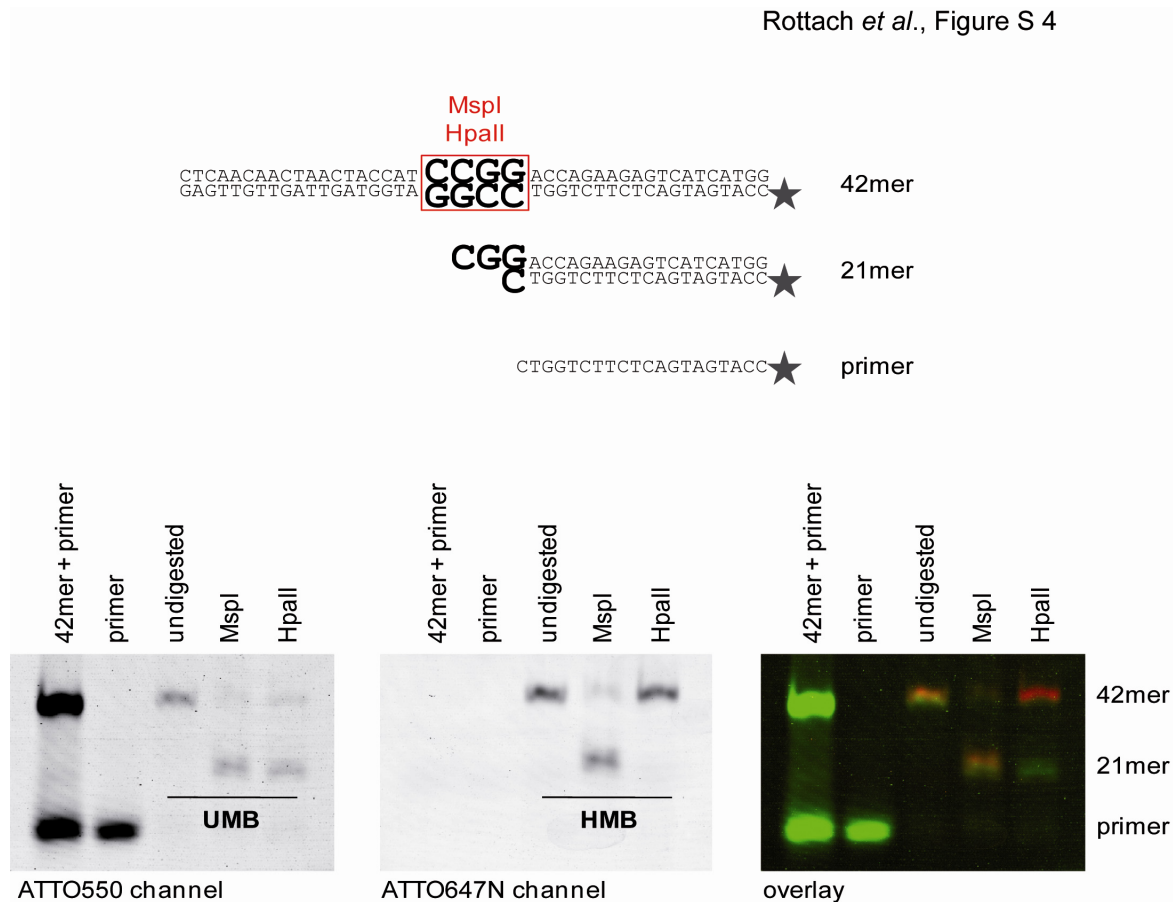 Rottach et al., Figure S 4
MspI
HpaII
CTCAACAACTAACTACCAT CCGG ACCAGAAGAGTCATCATGG
GAGTTGTTGATTGATGGTA GGCC TGGTCTTCTCAGTAGTACC
42mer
CGG ACCAGAAGAGTCATCATGG
C TGGTCTTCTCAGTAGTACC
21mer
CTGGTCTTCTCAGTAGTACC
primer
42mer + primer
primer
undigested
MspI
HpaII
42mer + primer
primer
undigested
MspI
HpaII
42mer + primer
primer
undigested
MspI
HpaII
UMB
HMB
42mer
21mer
primer
ATTO550 channel
ATTO647N channel
overlay